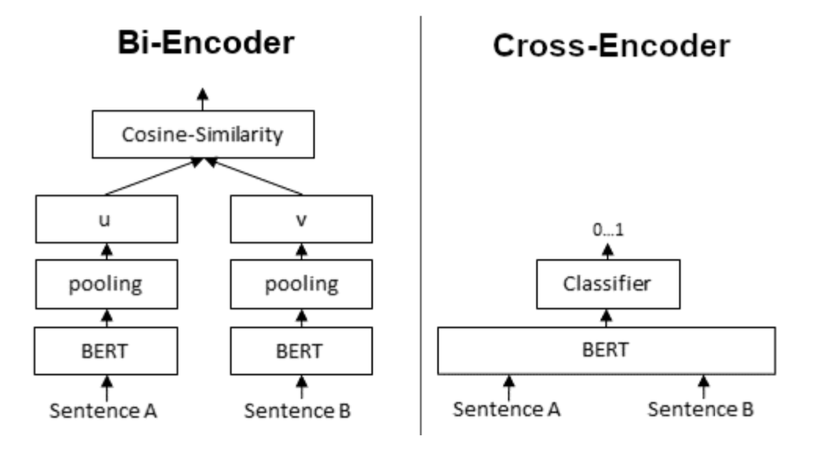 Bi-Encoder
Cosine-Similarity
u
v
pooling
pooling
BERT
BERT
Sentence A
Sentence B
Cross-Encoder
0...1
Classifier
BERT
Sentence A
Sentence B